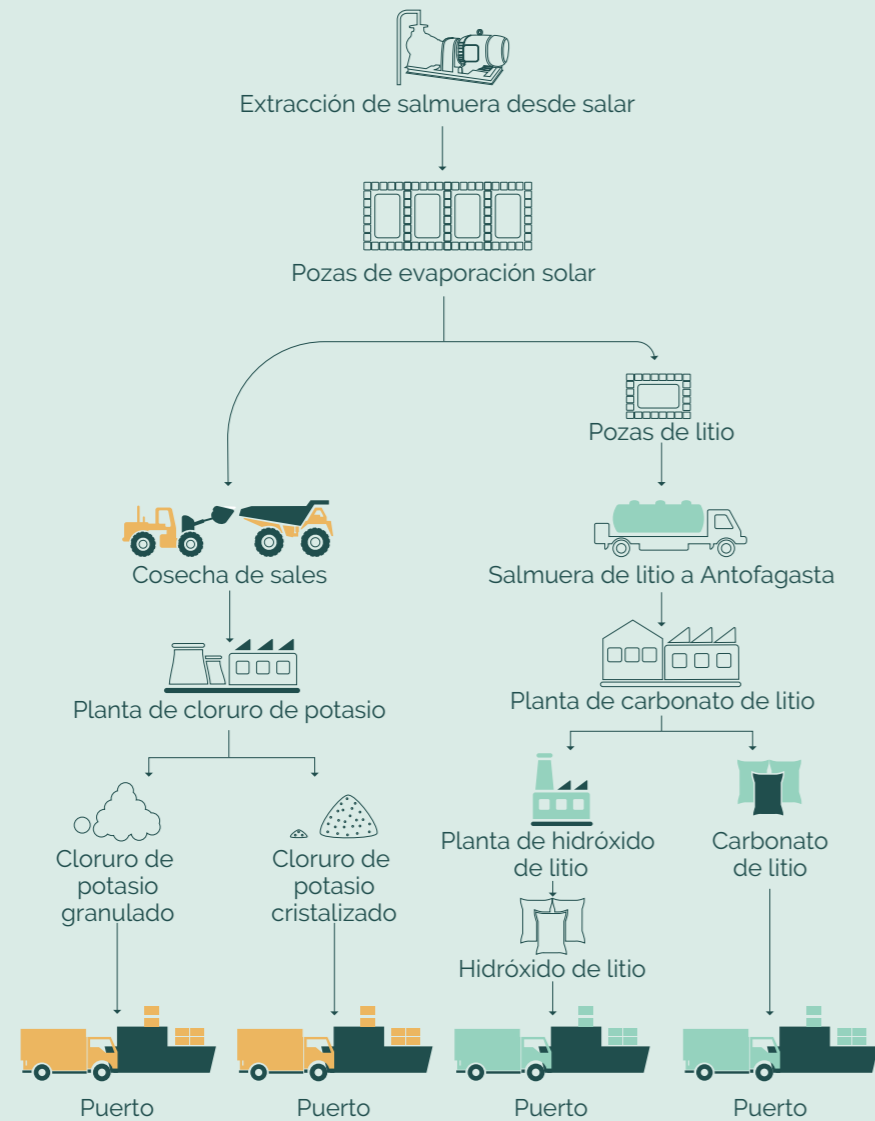 Extracción de salmuera desde salar
Pozas de evaporación solar
Pozas de litio
Cosecha de sales
Salmuera de litio a Antofagasta
Planta de cloruro de potasio
Planta de carbonato de litio
Cloruro de
potasio
granulado
Cloruro de
potasio
cristalizado
Planta de hidróxido
de litio
Carbonato
de litio
Hidróxido de litio
Puerto
Puerto
Puerto
Puerto